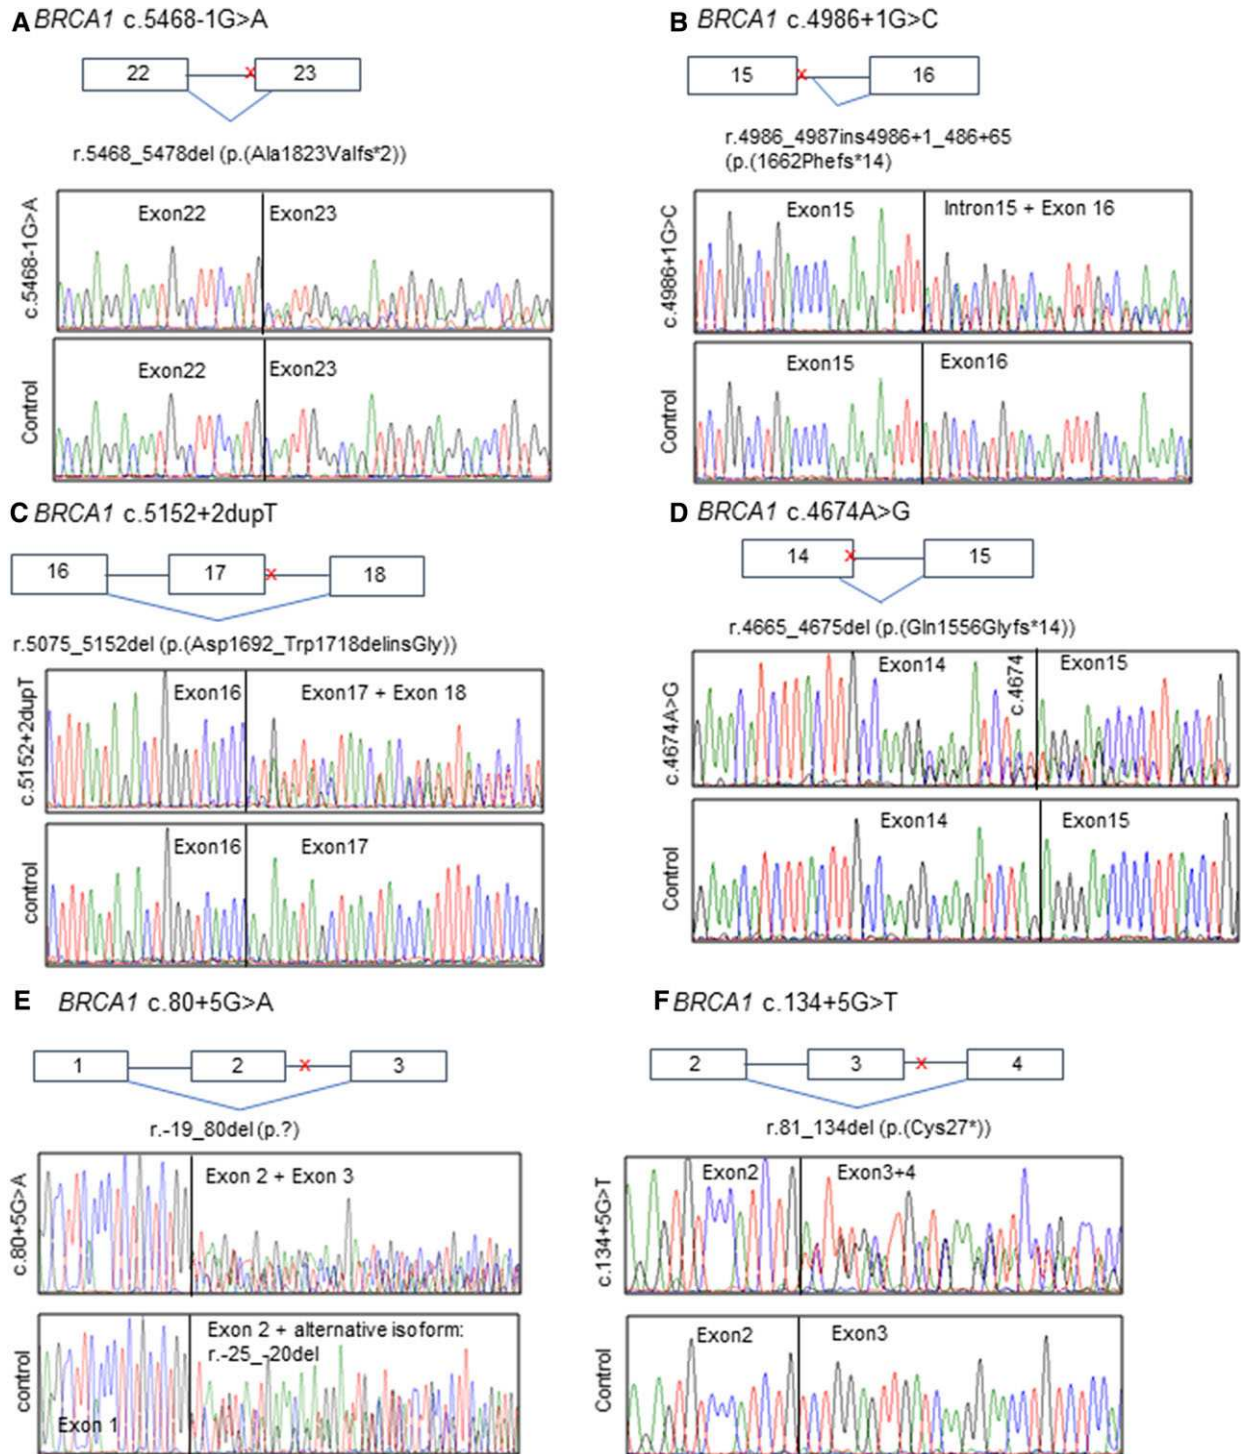 A BRCA1 c.5468-1G>A
22
23
r.5468_5478del (p.(Ala1823Valfs*2))
c.5468-1G>A
Exon22
Exon23
Control
Exon22
Exon23
B BRCA1 c.4986+1G>C
15
16
r.4986_4987ins4986+1_486+65
(p.(1662Phefs*14)
c.4986+1G>C
Exon15
Intron15 + Exon 16
Control
Exon15
Exon16
C BRCA1 c.5152+2dupT
16
17
18
r.5075_5152del (p.(Asp1692_Trp1718delinsGly))
c.5152+2dupT
Exon16
Exon17 + Exon 18
control
Exon16
Exon17
D BRCA1 c.4674A>G
14
15
r.4665_4675del (p.(Gln1556Glyfs*14))
c.4674A>G
Exon14
c.4674
Exon15
Control
Exon14
Exon15
E BRCA1 c.80+5G>A
1
2
3
r.-19_80del (p.?)
c.80+5G>A
Exon 2 + Exon 3
control
Exon 1
Exon 2 + alternative isoform:
r.-25_-20del
F BRCA1 c.134+5G>T
2
3
4
r.81_134del (p.(Cys27*))
c.134+5G>T
Exon2
Exon3+4
Control
Exon2
Exon3